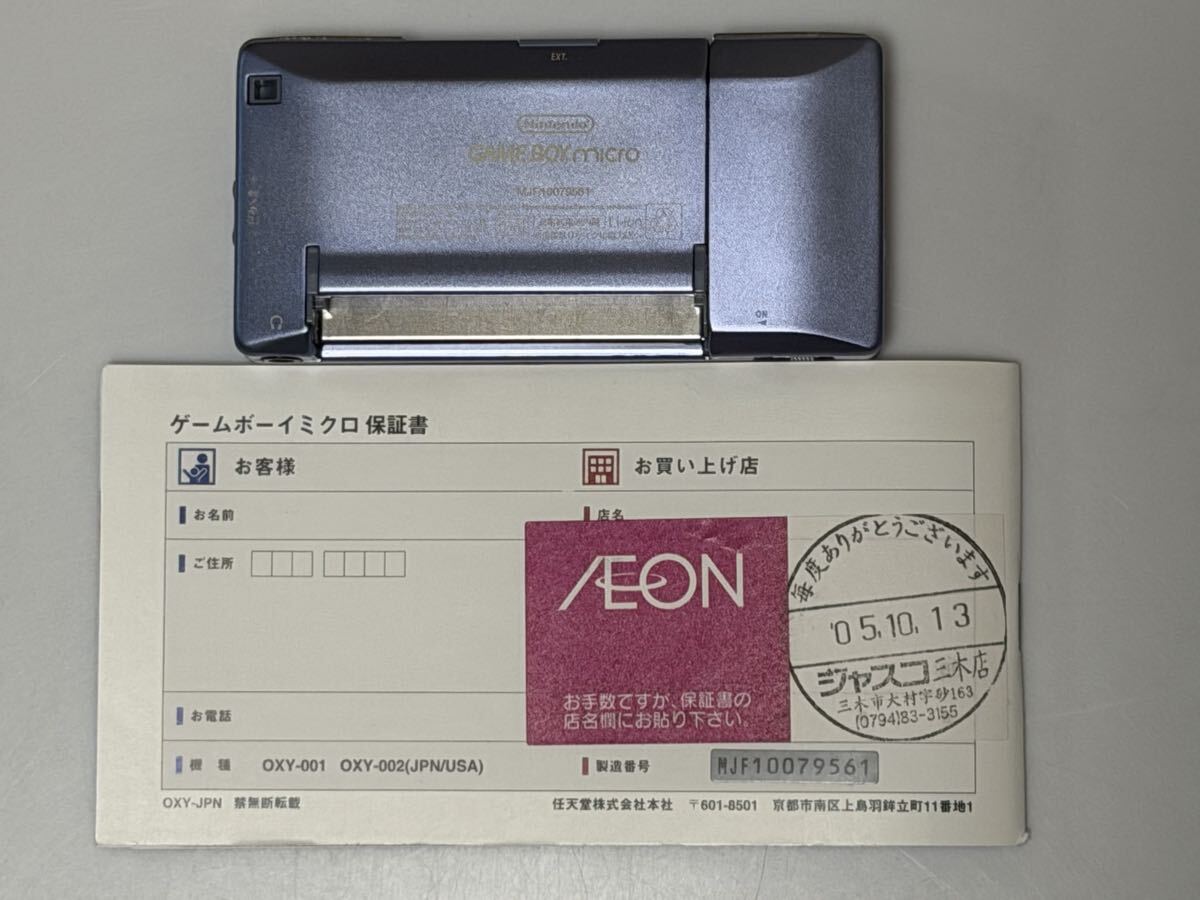 EXT.
Nintendo
GAME BOY micro
MJF10079561
ON
ゲームボーイミクロ 保証書
お客様
お買い上げ店
お名前
店名
ご住所
お電話
ÆON
お手数ですが、保証書の
店名欄にお貼り下さい。
毎度ありがとうございます
'05.10.13
ジャスコ三木店
三木市大村字砂163
(0794)83-3155
機種 OXY-001 OXY-002(JPN/USA)
製造番号 MJF10079561
OXY-JPN 禁無断転載
任天堂株式会社本社 〒601-8501 京都市南区上鳥羽鉾立町11番地1